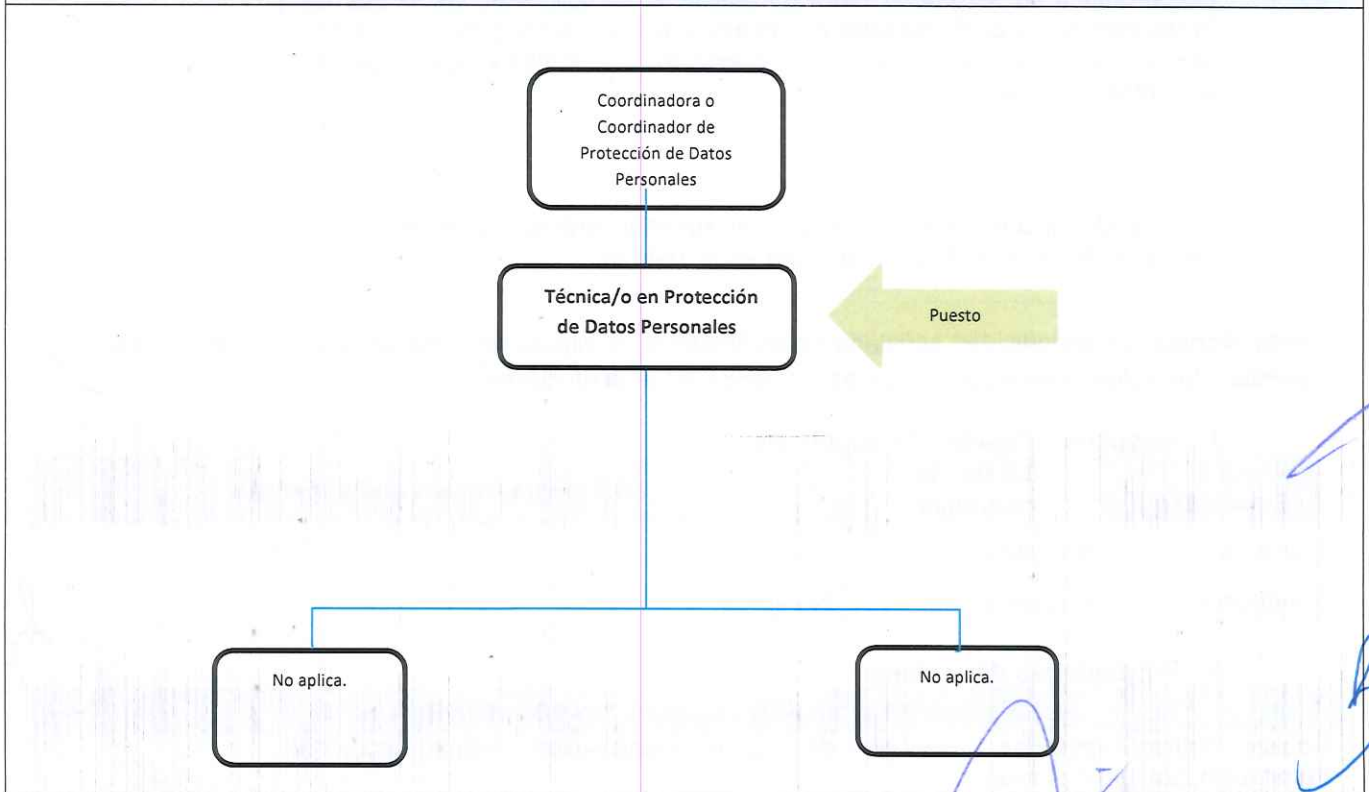 Coordinadora o
Coordinador de
Protección de Datos
Personales
Técnica/o en Protección
de Datos Personales
Puesto
No aplica.
No aplica.